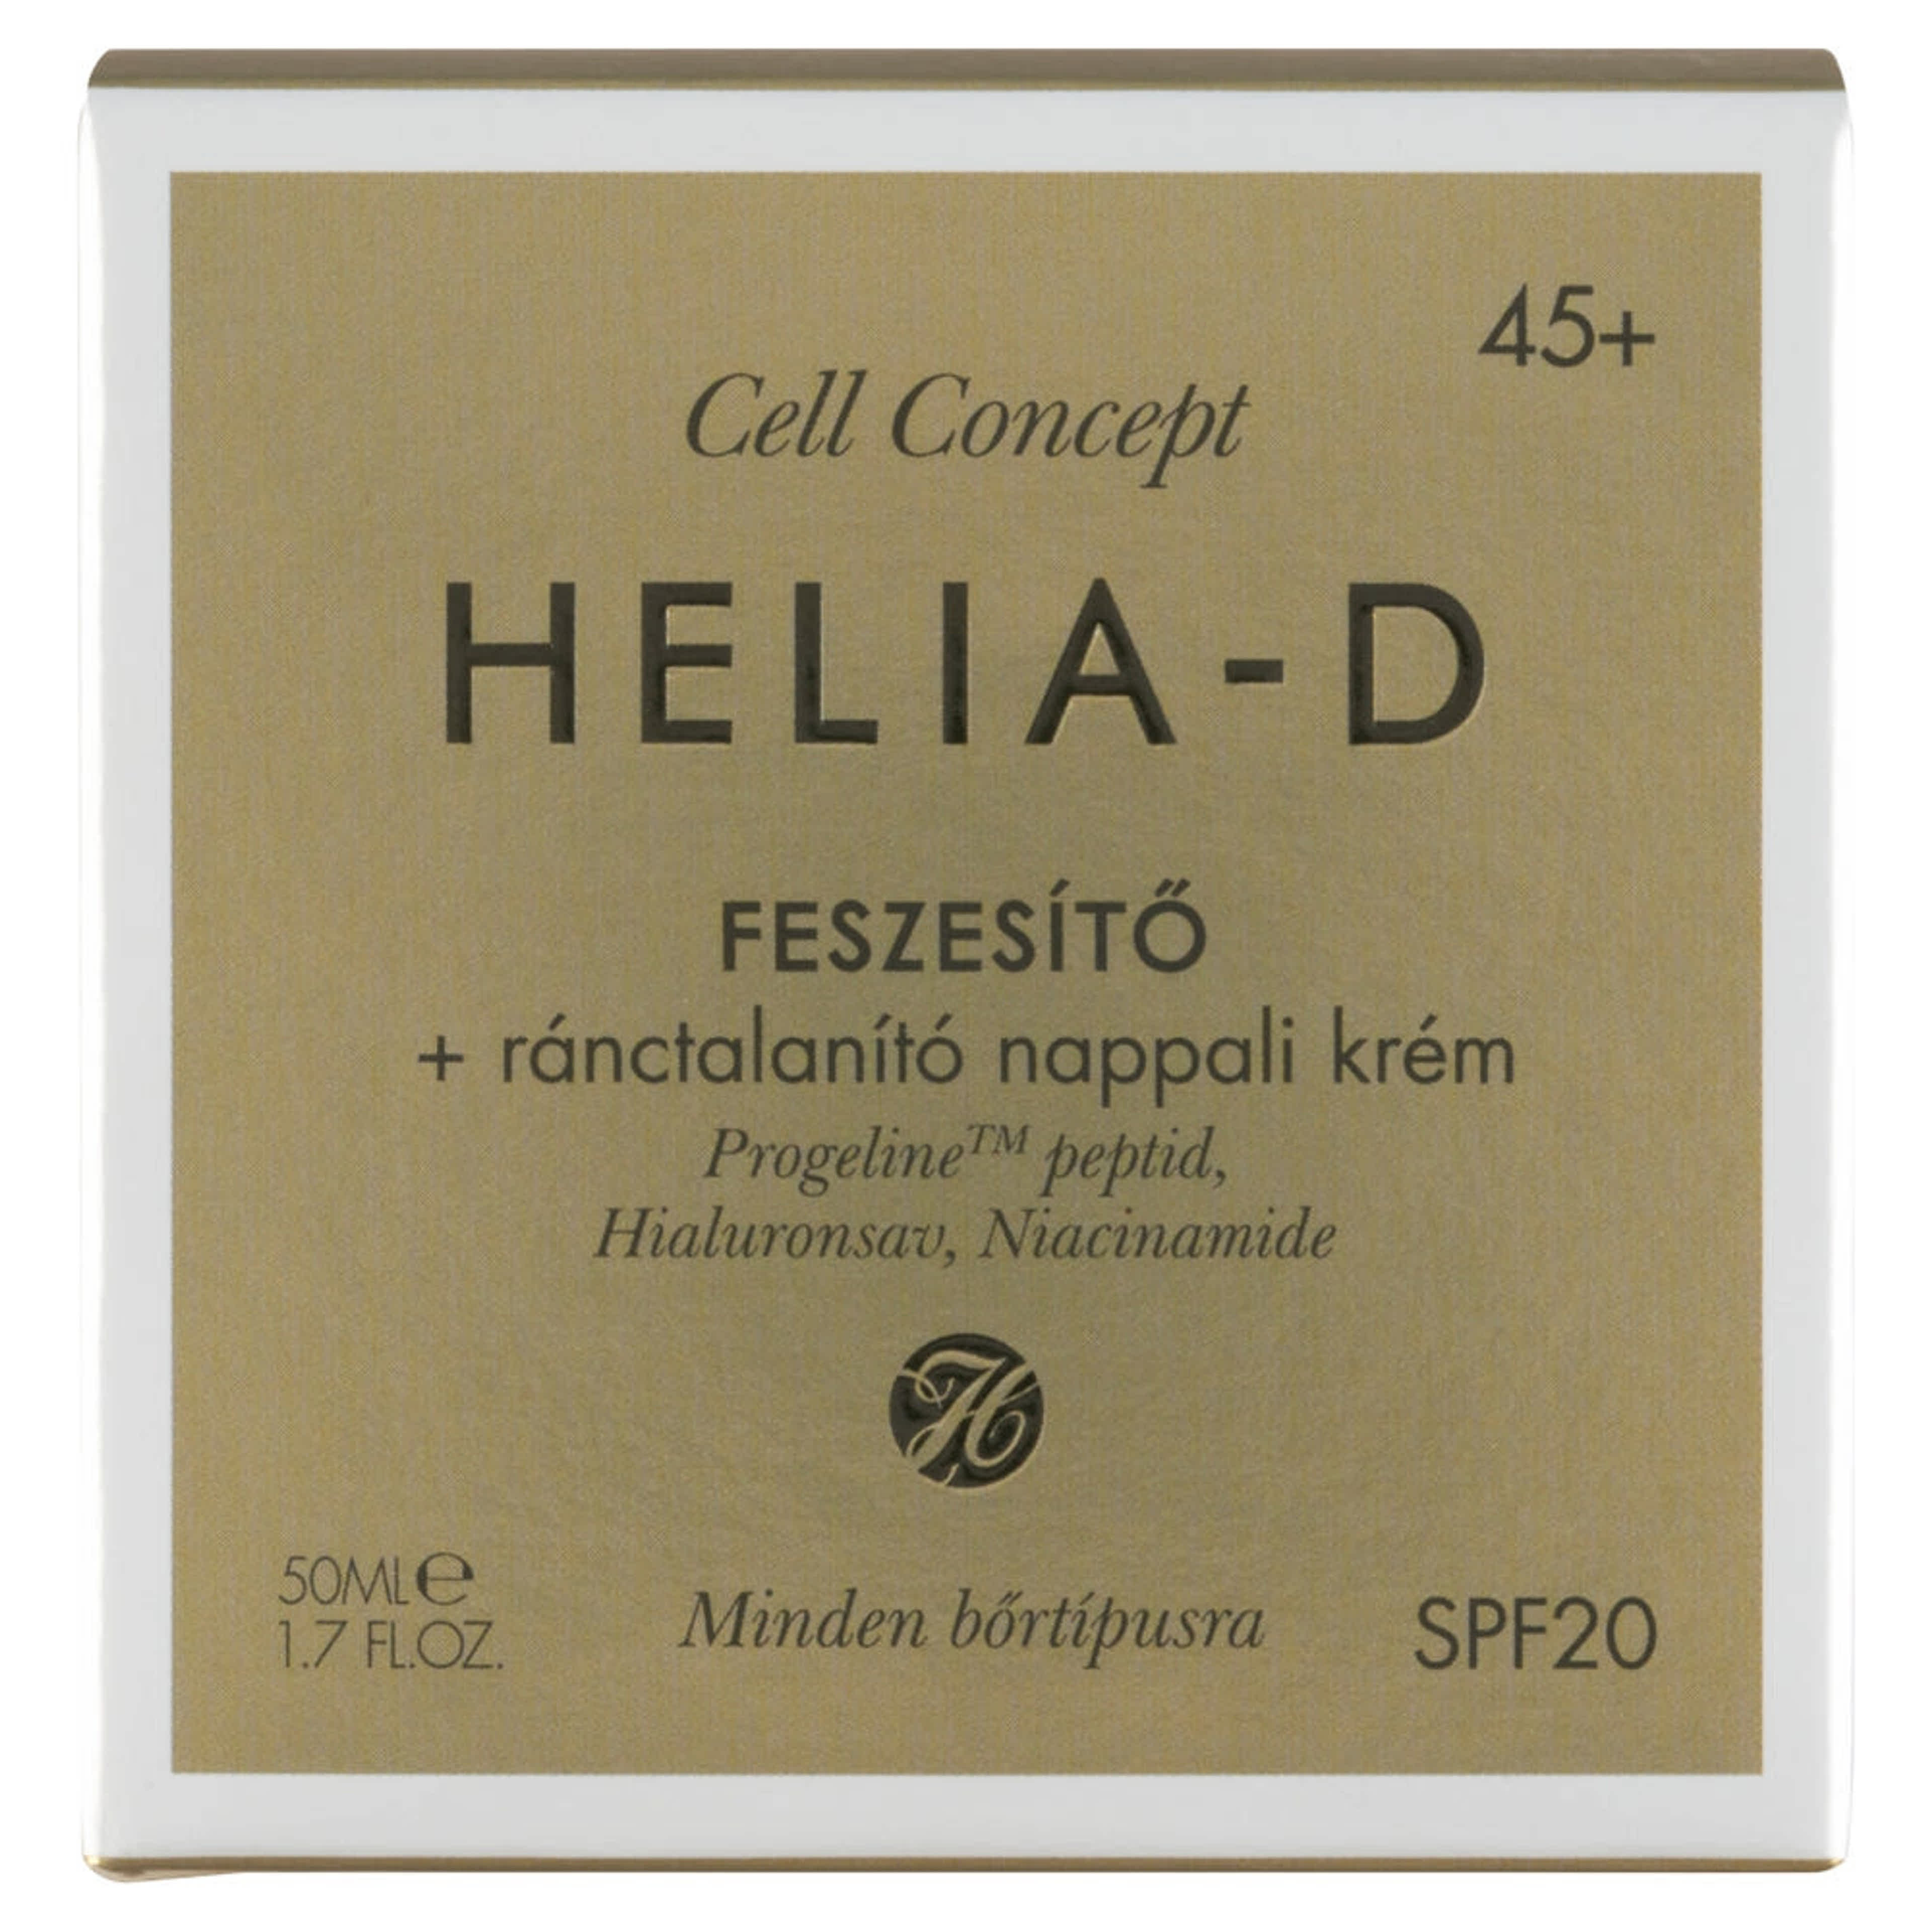 45+
Cell Concept
HELIA-D
FESZESÍTŐ
+ ránctalanító nappali krém
Progeline™ peptid,
Hialuronsav, Niacinamide
H
50MLe
1.7 FL.OZ.
Minden bőrtípusra
SPF20